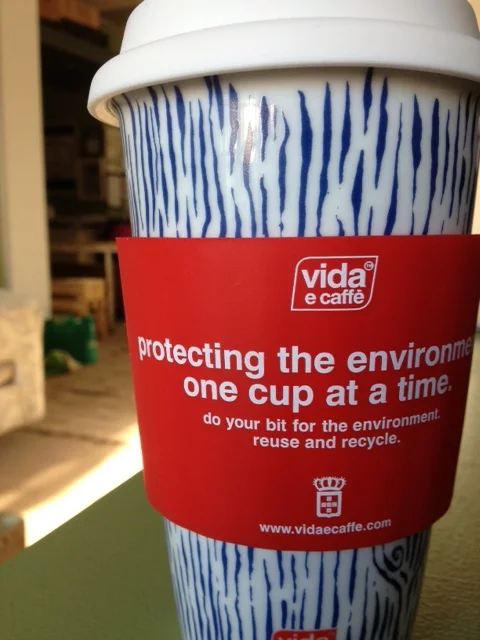 vida
e caffè
protecting the environme
one cup at a time.
do your bit for the environment.
reuse and recycle.
www.vidaecaffe.com
vida